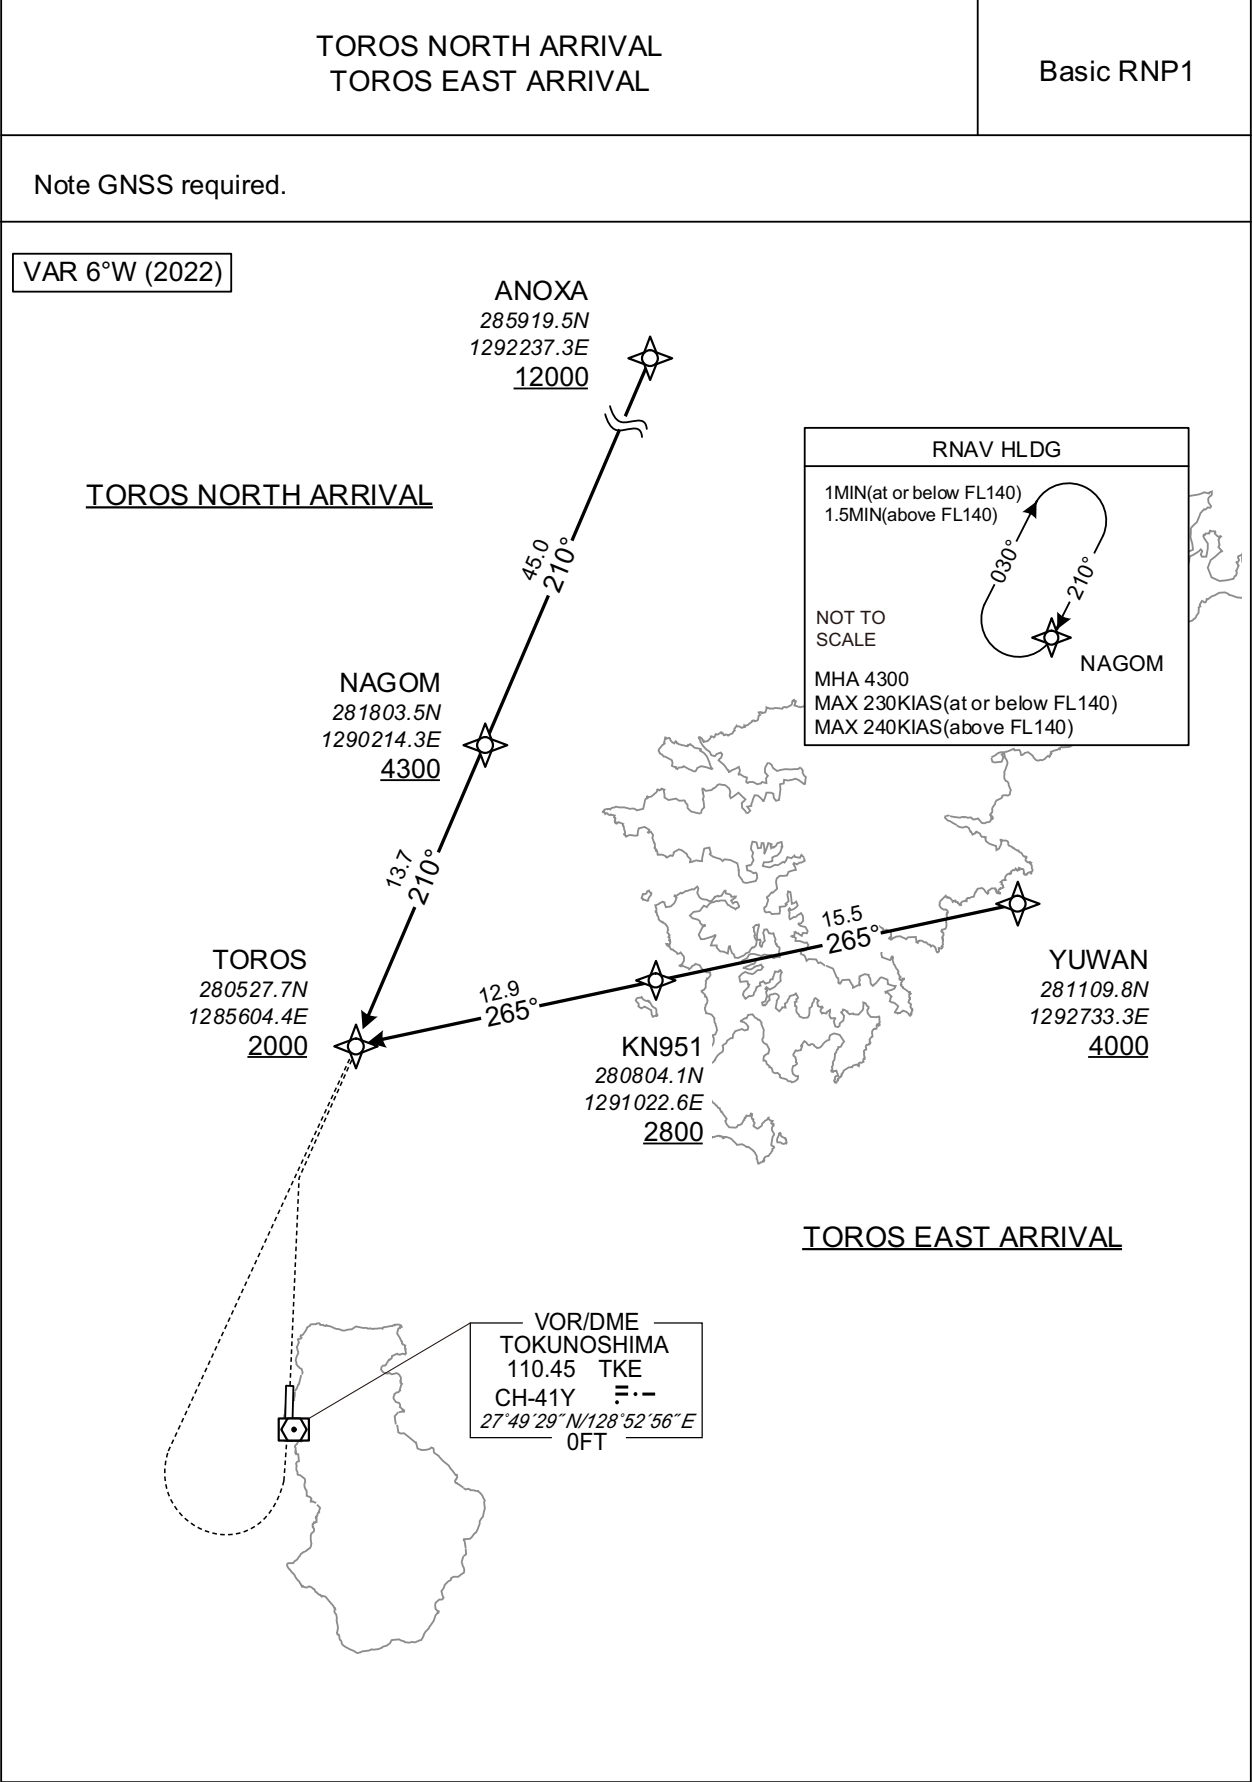 TOROS NORTH ARRIVAL
TOROS EAST ARRIVAL
Basic RNP1
Note GNSS required.
VAR 6°W (2022)
ANOXA
285919.5N
1292237.3E
12000
TOROS NORTH ARRIVAL
45.0
210°
RNAV HLDG
1MIN(at or below FL140)
1.5MIN(above FL140)
030°
210°
NOT TO
SCALE
NAGOM
MHA 4300
MAX 230KIAS(at or below FL140)
MAX 240KIAS(above FL140)
NAGOM
281803.5N
1290214.3E
4300
13.7
210°
15.5
265°
TOROS
280527.7N
1285604.4E
2000
12.9
265°
YUWAN
281109.8N
1292733.3E
4000
KN951
280804.1N
1291022.6E
2800
TOROS EAST ARRIVAL
VOR/DME
TOKUNOSHIMA
110.45 TKE
CH-41Y
27°49′29″N/128°52′56″E
0FT